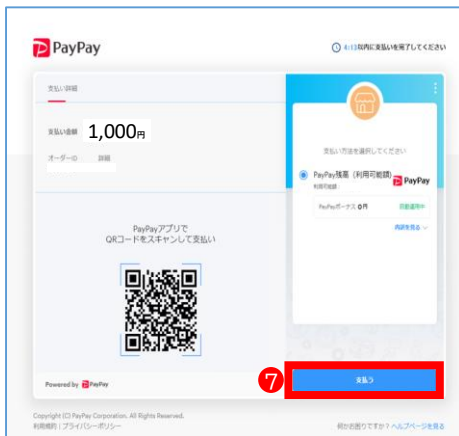 PayPay
4:13以内に支払いを完了してください
支払い詳細
支払い金額 1,000円
オーダーID 詳細
PayPayアプリで
QRコードをスキャンして支払い
Powered by PayPay
支払い方法を選択してください
PayPay残高（利用可能額）
利用可能額:
PayPay
PayPayボーナス 0円
内訳を見る
❼
支払う
Copyright (C) PayPay Corporation. All Rights Reserved.
利用規約 | プライバシーポリシー
何かお困りですか？ ヘルプページを見る